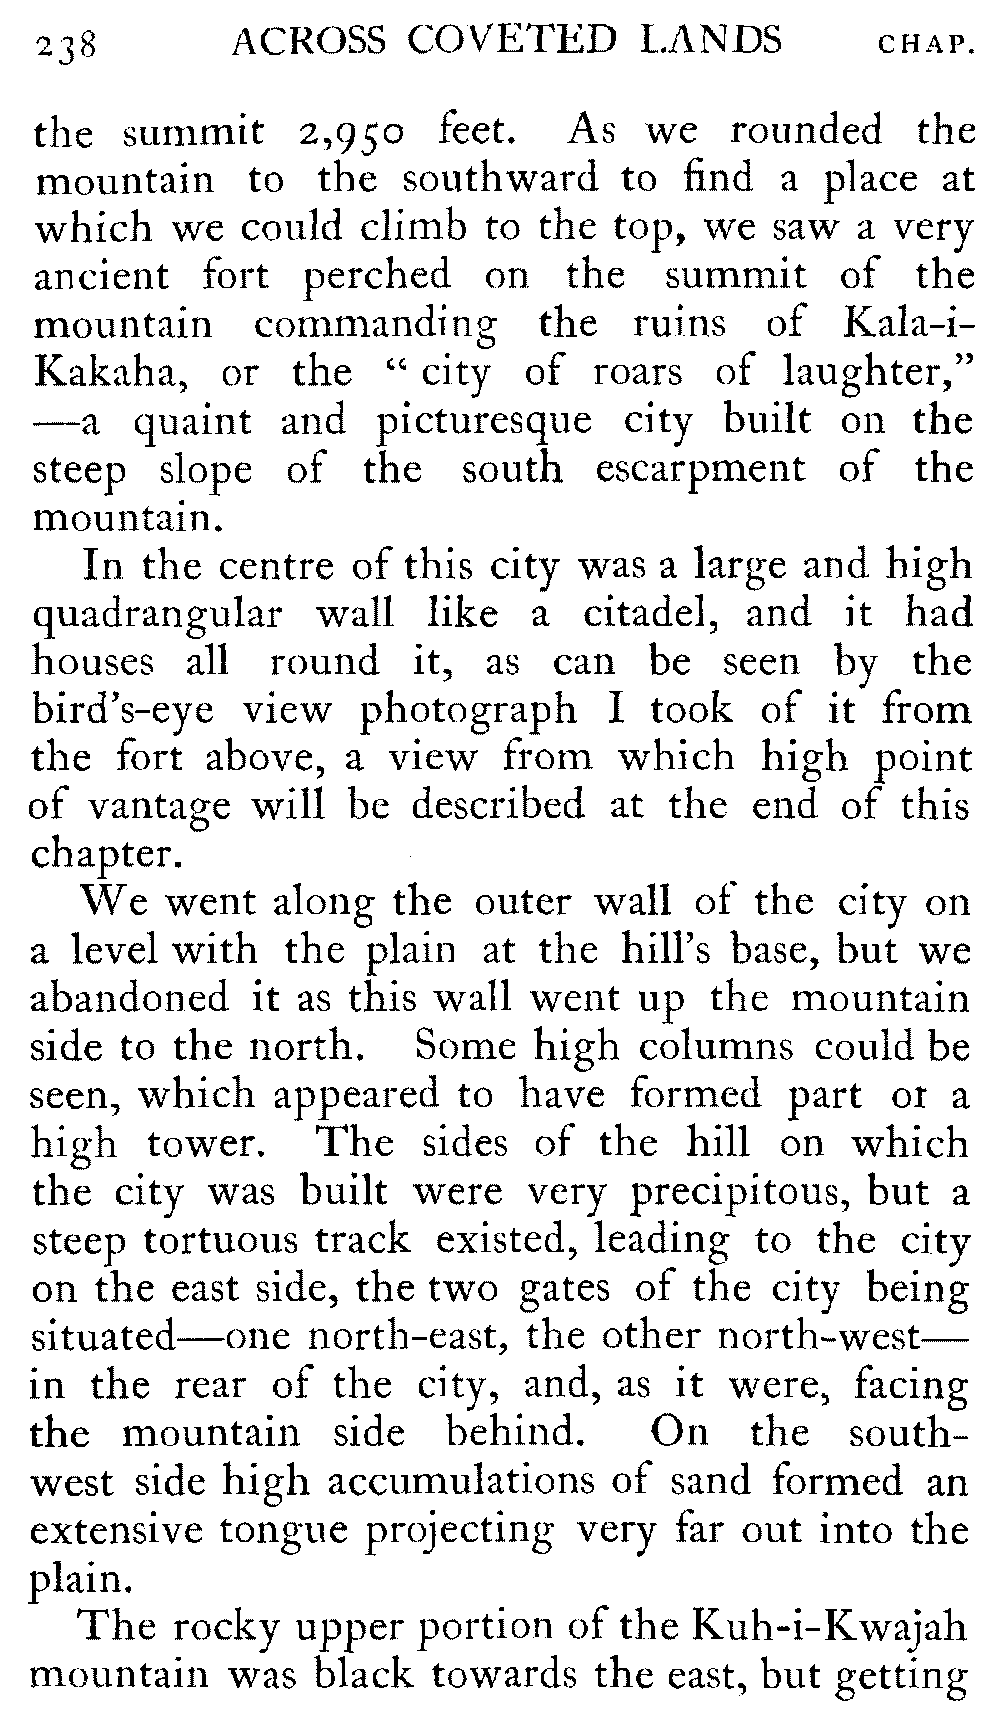 238 ACROSS COVETED LANDS CHAP.
the summit 2,950 feet. As we rounded the
mountain to the southward to find a place at
which we could climb to the top, we saw a very
ancient fort perched on the summit of the
mountain commanding the ruins of Kala-i-
Kakaha, or the “ city of roars of laughter,”
—a quaint and picturesque city built on the
steep slope of the south escarpment of the
mountain.
In the centre of this city was a large and high
quadrangular wall like a citadel, and it had
houses all round it, as can be seen by the
bird's-eye view photograph I took of it from
the fort above, a view from which high point
of vantage will be described at the end of this
chapter.
We went along the outer wall of the city on
a level with the plain at the hill's base, but we
abandoned it as this wall went up the mountain
side to the north. Some high columns could be
seen, which appeared to have formed part or a
high tower. The sides of the hill on which
the city was built were very precipitous, but a
steep tortuous track existed, leading to the city
on the east side, the two gates of the city being
situated—one north-east, the other north-west—
in the rear of the city, and, as it were, facing
the mountain side behind. On the south-
west side high accumulations of sand formed an
extensive tongue projecting very far out into the
plain.
The rocky upper portion of the Kuh-i-Kwajah
mountain was black towards the east, but getting